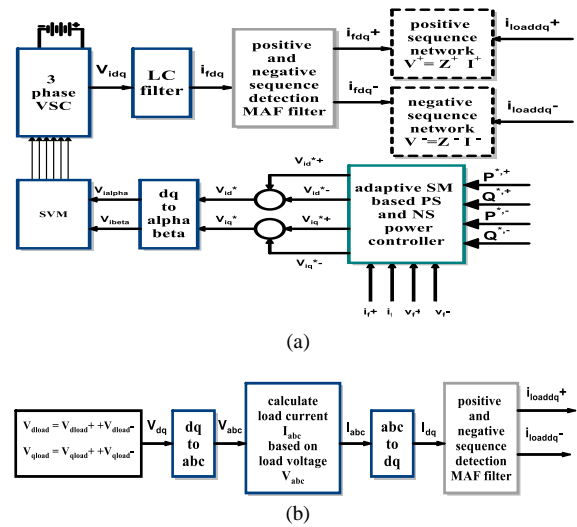 3
phase
VSC
V_idq
LC
filter
i_fdq
positive
and
negative
sequence
detection
MAF filter
i_fdq+
i_fdq-
positive
sequence
network
V⁺= Z⁺ I⁺
i_loaddq+
negative
sequence
network
V⁻= Z⁻ I⁻
i_loaddq-
SVM
V_ialpha
V_ibeta
dq
to
alpha
beta
V_id*
V_iq*
V_id*+
V_id*-
V_iq*+
V_iq*-
adaptive SM
based PS
and NS
power
controller
P*,+
Q*,+
P*,-
Q*,-
i_f+
v_f+
v_f-
(a)
V_dload = V_dload+ +V_dload-
V_qload = V_qload+ +V_qload-
V_dq
dq
to
abc
V_abc
calculate
load current
I_abc
based on
load voltage
V_abc
I_abc
abc
to
dq
I_dq
positive
and
negative
sequence
detection
MAF filter
i_loaddq+
i_loaddq-
(b)